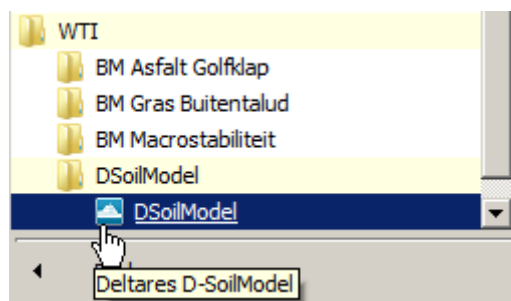 WTI
BM Asfalt Golfklap
BM Gras Buitentalud
BM Macrostabiliteit
DSoilModel
DSoilModel
Deltares D-SoilModel